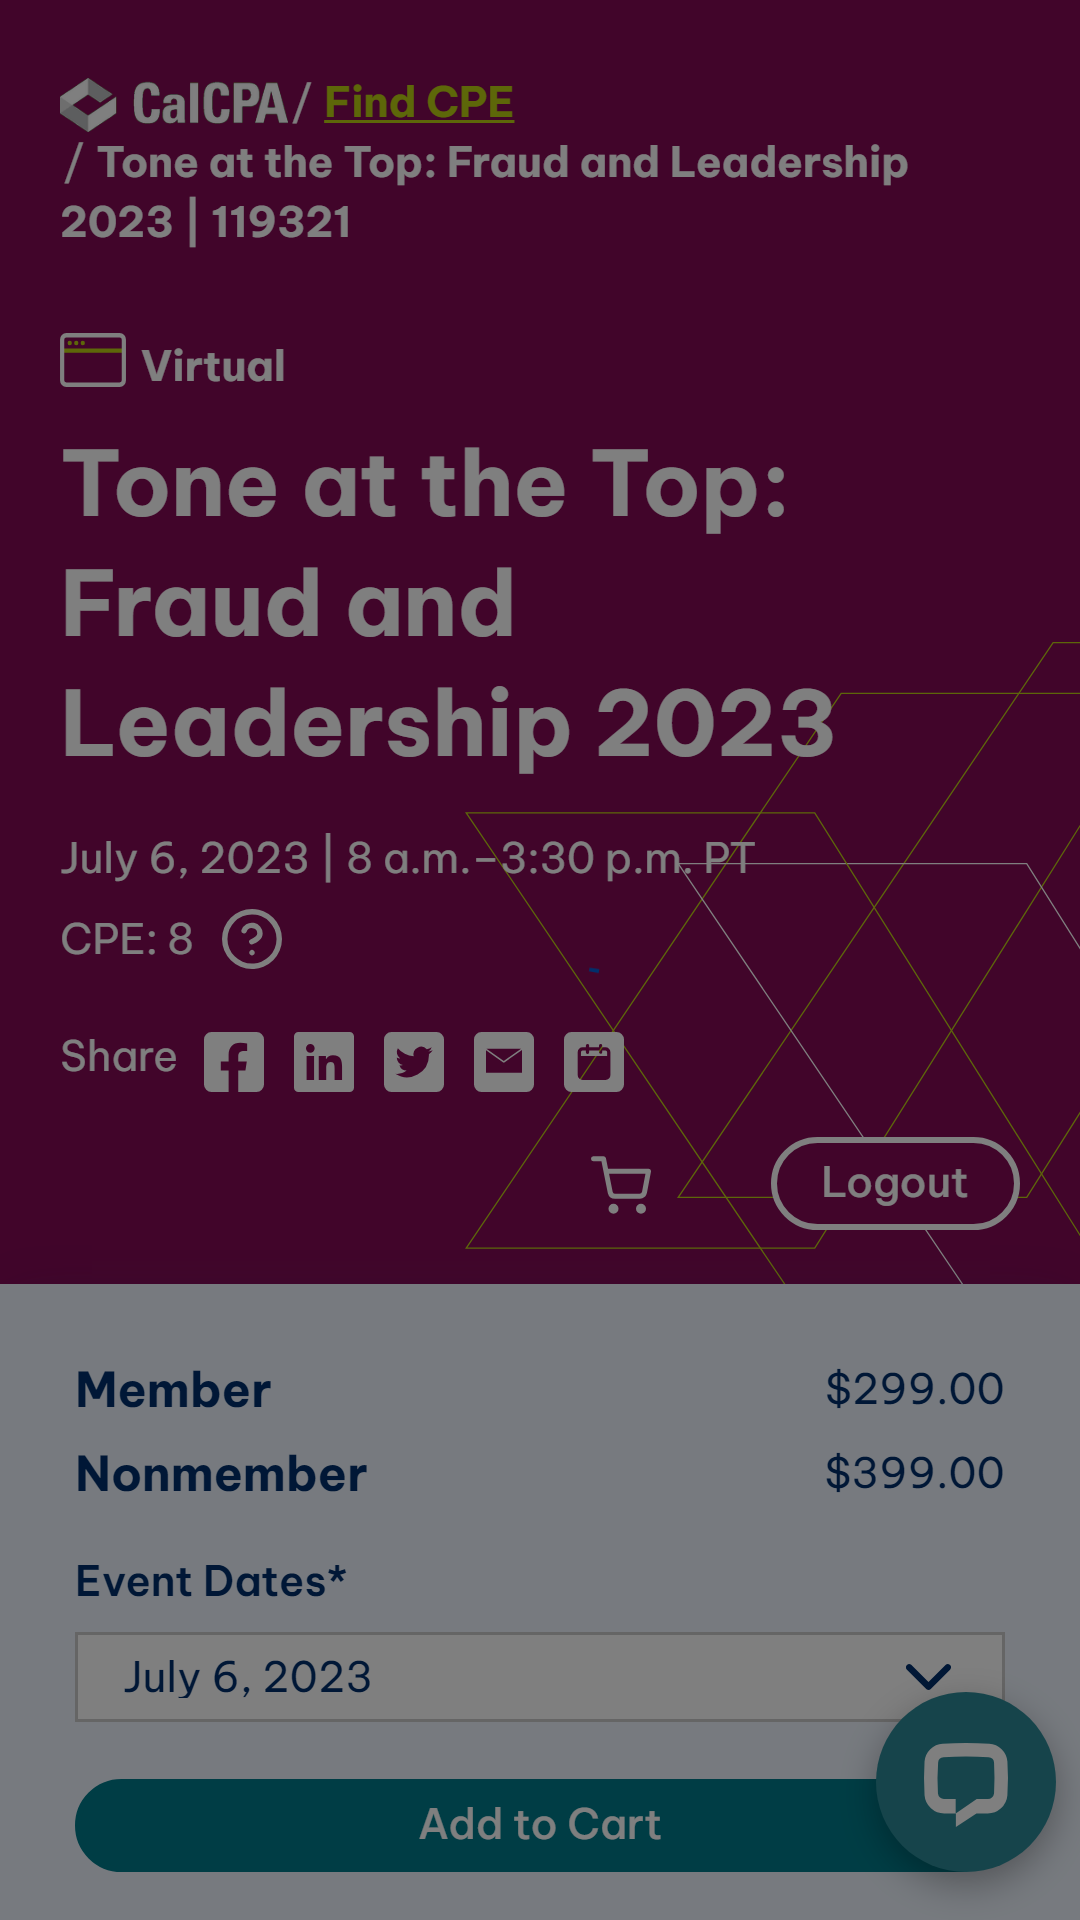 CalCPA / Find CPE
/ Tone at the Top: Fraud and Leadership
2023 | 119321
Virtual
Tone at the Top:
Fraud and
Leadership 2023
July 6, 2023 | 8 a.m.–3:30 p.m. PT
CPE: 8 ?
Share
Logout
Member $299.00
Nonmember $399.00
Event Dates*
July 6, 2023
Add to Cart